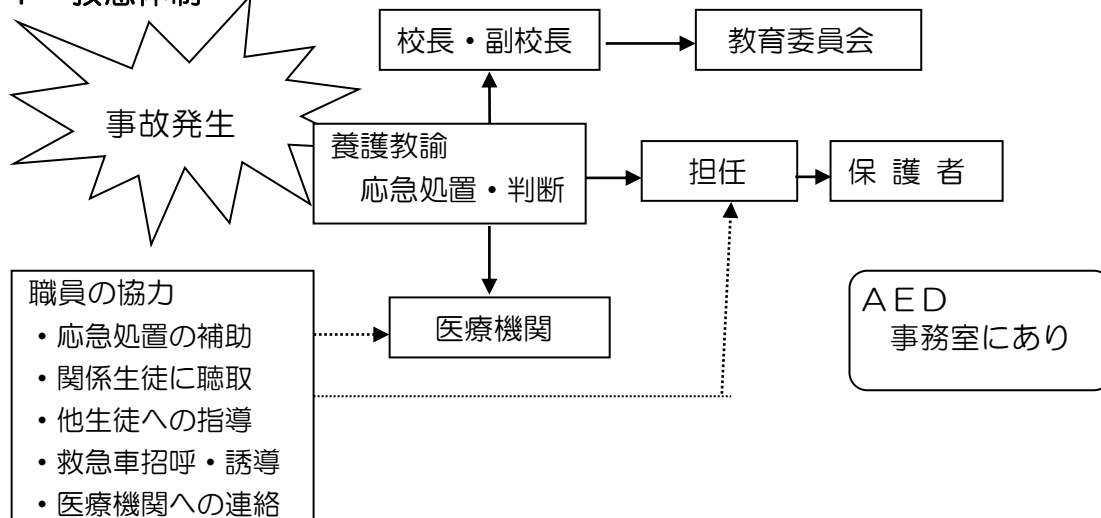 校長・副校長
教育委員会
事故発生
養護教諭
応急処置・判断
担任
保 護 者
職員の協力
・応急処置の補助
・関係生徒に聴取
・他生徒への指導
・救急車招呼・誘導
・医療機関への連絡
医療機関
ＡＥＤ
事務室にあり